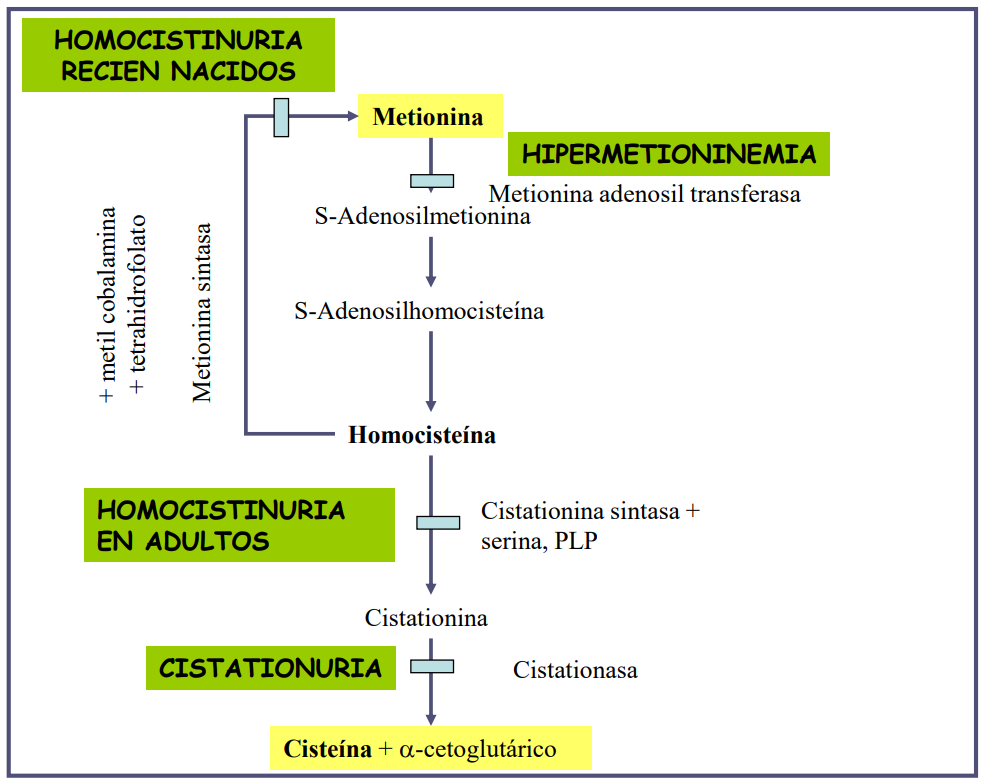 HOMOCISTINURIA
RECIEN NACIDOS
Metionina
HIPERMETIONINEMIA
Metionina adenosil transferasa
S-Adenosilmetionina
+ metil cobalamina
+ tetrahidrofolato
Metionina sintasa
S-Adenosilhomocisteína
Homocisteína
HOMOCISTINURIA
EN ADULTOS
Cistationina sintasa +
serina, PLP
Cistationina
CISTATIONURIA
Cistationasa
Cisteína + α-cetoglutárico